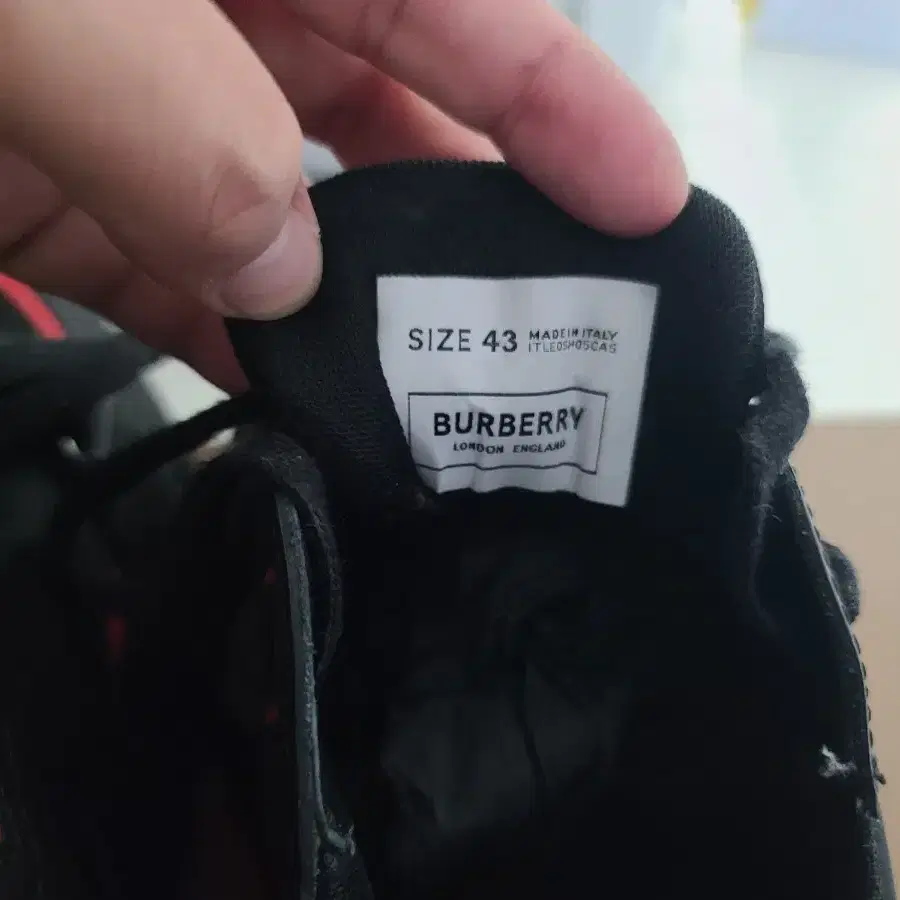 SIZE 43 MADE IN ITALY
ITLEOSHOSCAS
BURBERRY
LONDON ENGLAND